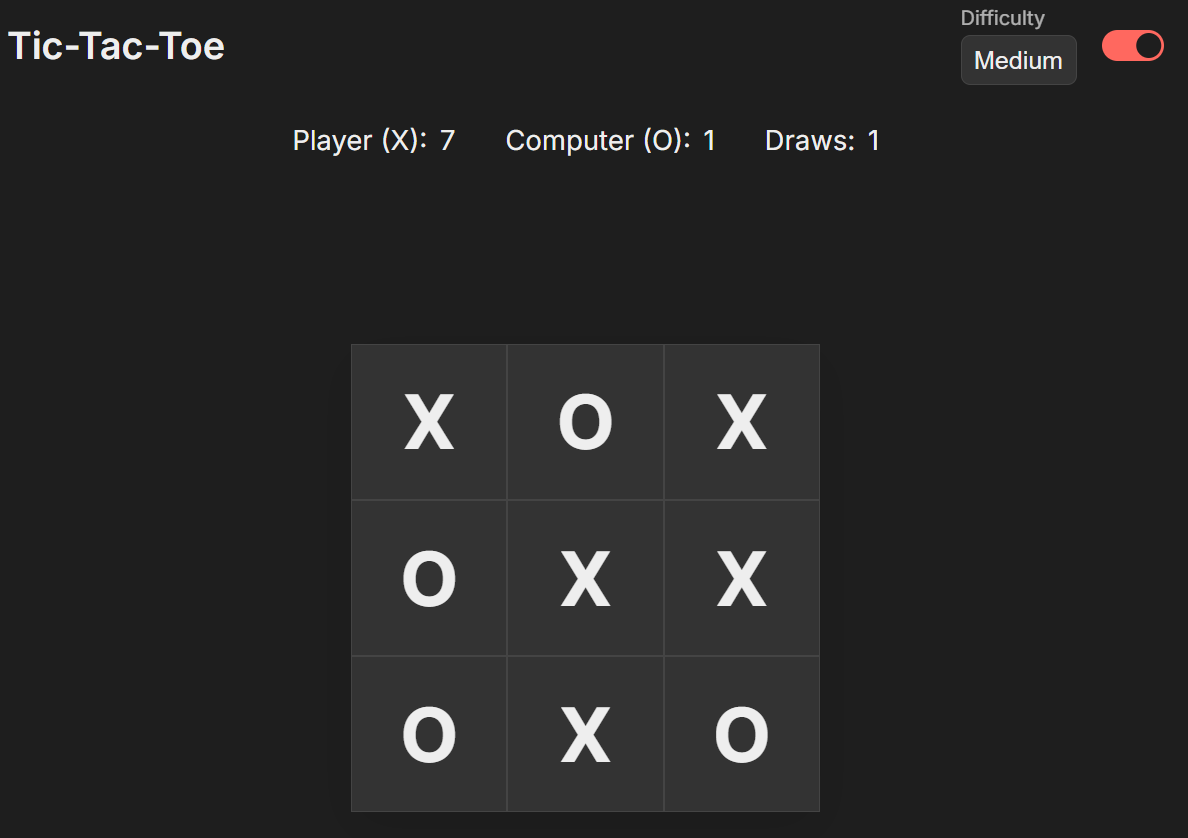 Tic-Tac-Toe
Difficulty
Medium
Player (X): 7 Computer (O): 1 Draws: 1
X O X
O X X
O X O